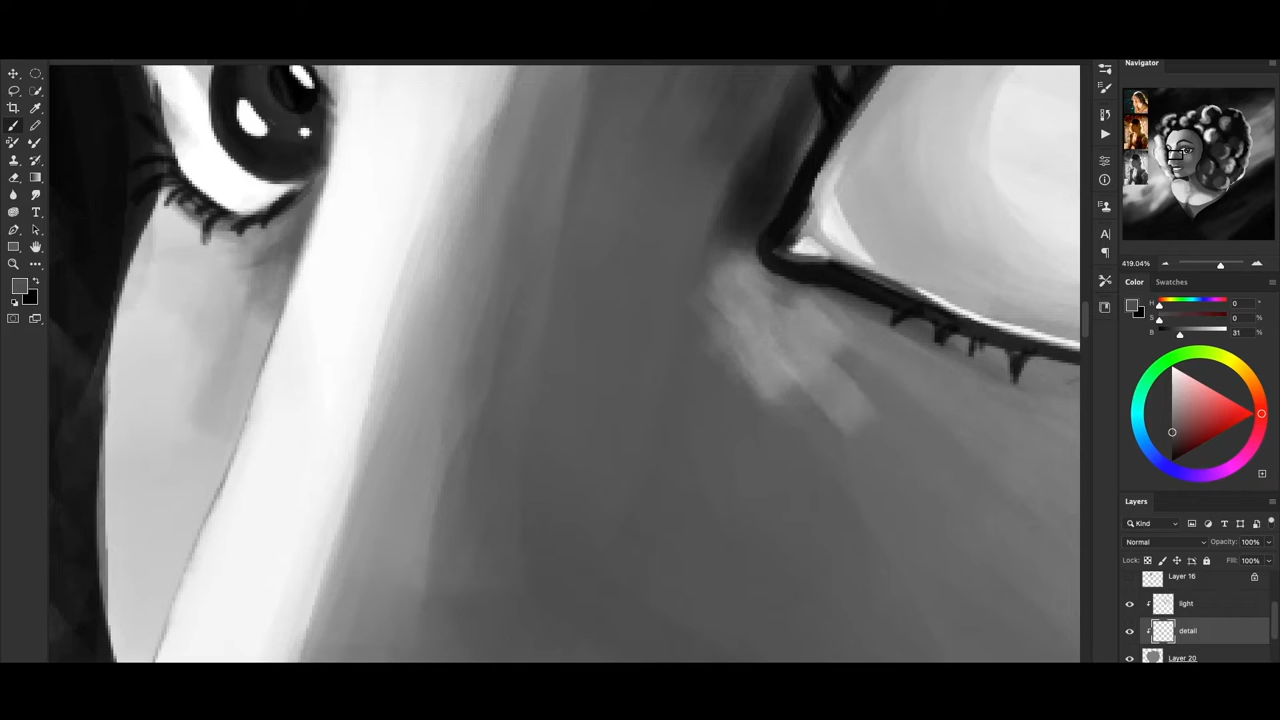 Navigator
419.04%
Color Swatches
H 0 °
S 0 %
B 31 %
Layers
Kind
Normal Opacity: 100%
Lock: Fill: 100%
Layer 16
light
detail
Layer 20